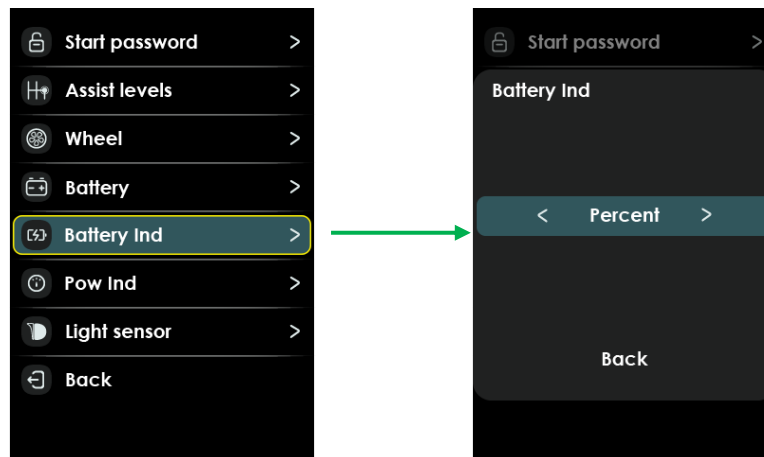 Start password >
Assist levels >
Wheel >
Battery >
Battery Ind >
Pow Ind >
Light sensor >
Back
Start password >
Battery Ind
< Percent >
Back